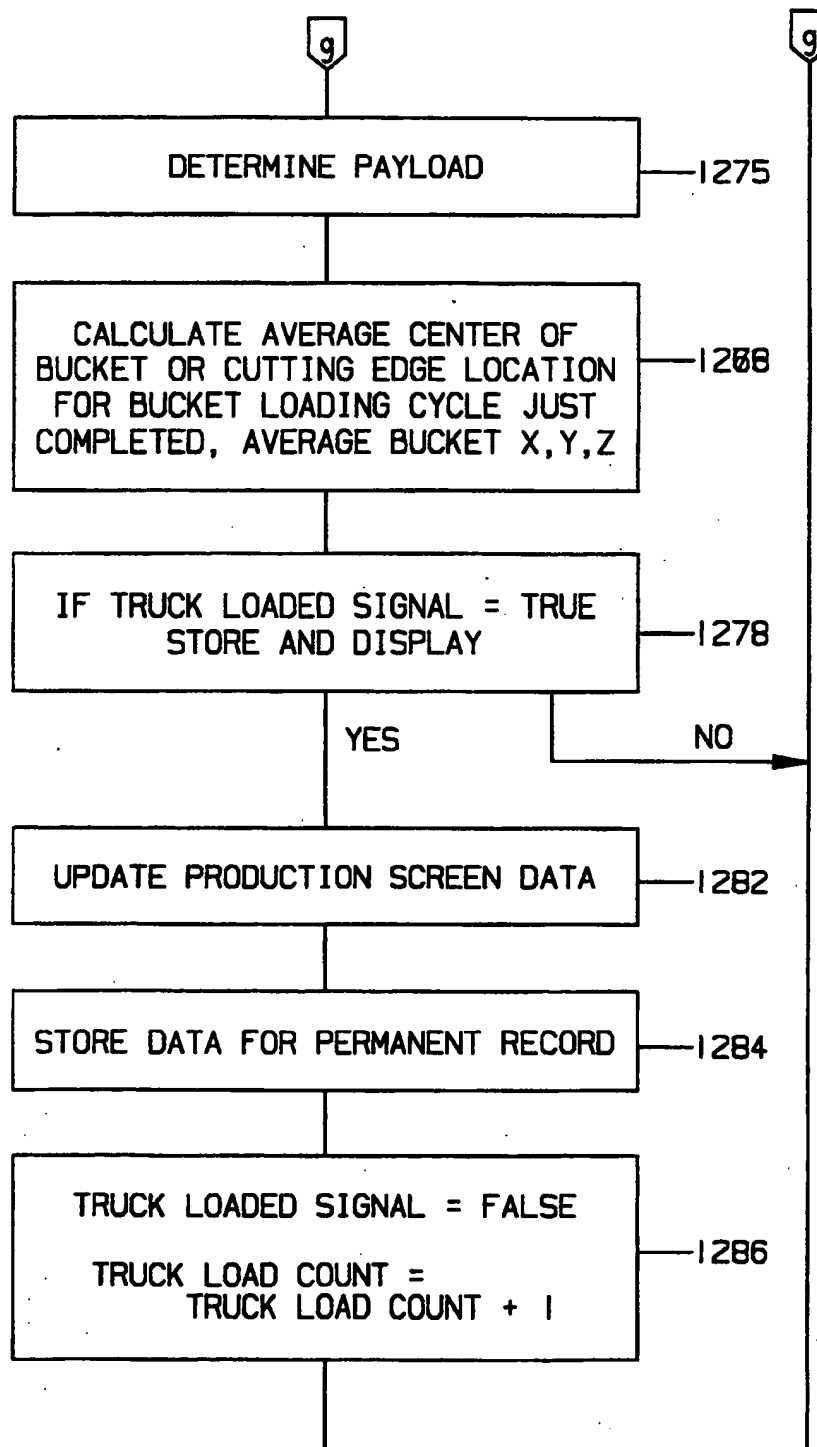 g
g
DETERMINE PAYLOAD
1275
CALCULATE AVERAGE CENTER OF
BUCKET OR CUTTING EDGE LOCATION
FOR BUCKET LOADING CYCLE JUST
COMPLETED, AVERAGE BUCKET X,Y,Z
IF TRUCK LOADED SIGNAL = TRUE
STORE AND DISPLAY
1278
YES
NO
UPDATE PRODUCTION SCREEN DATA
1282
STORE DATA FOR PERMANENT RECORD
1284
TRUCK LOADED SIGNAL = FALSE
TRUCK LOAD COUNT =
TRUCK LOAD COUNT + 1
1286